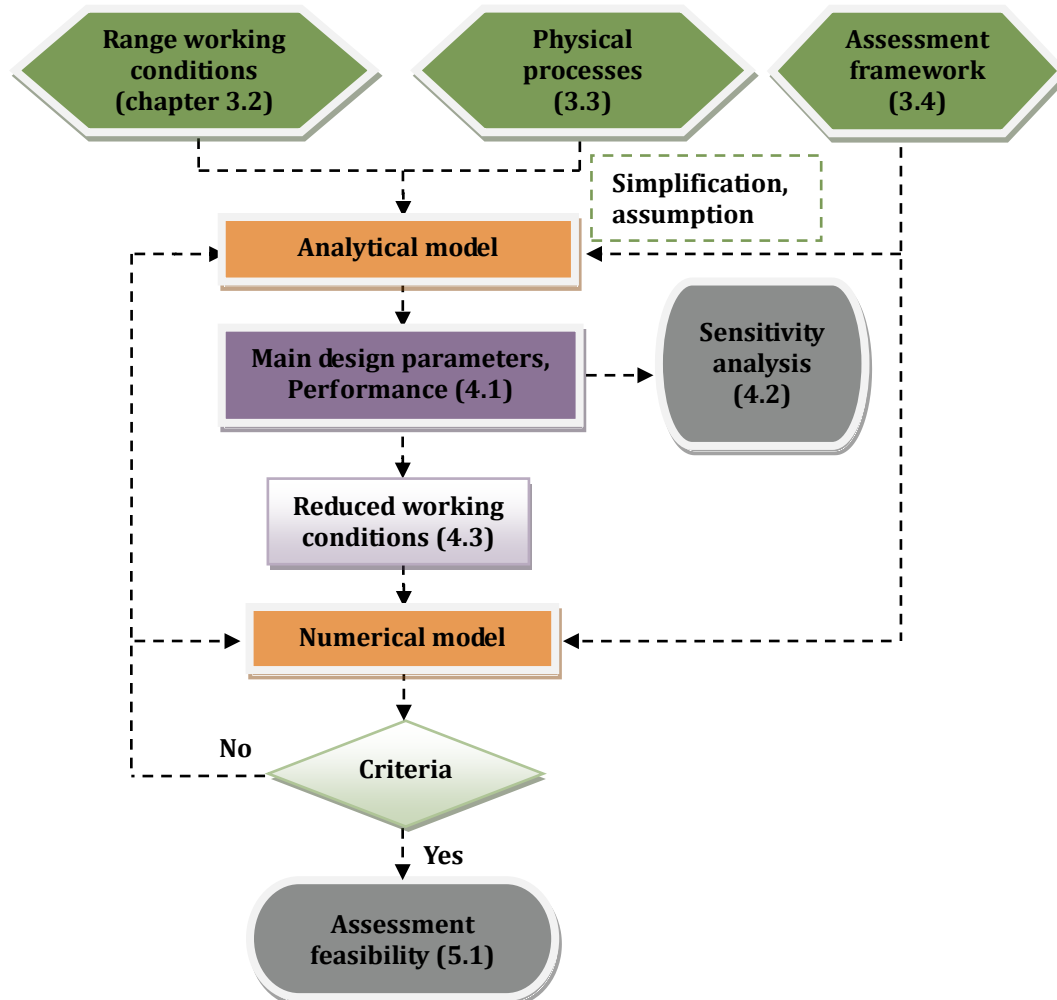 Range working
conditions
(chapter 3.2)
Physical
processes
(3.3)
Assessment
framework
(3.4)
Simplification,
assumption
Analytical model
Main design parameters,
Performance (4.1)
Sensitivity
analysis
(4.2)
Reduced working
conditions (4.3)
Numerical model
No
Criteria
Yes
Assessment
feasibility (5.1)